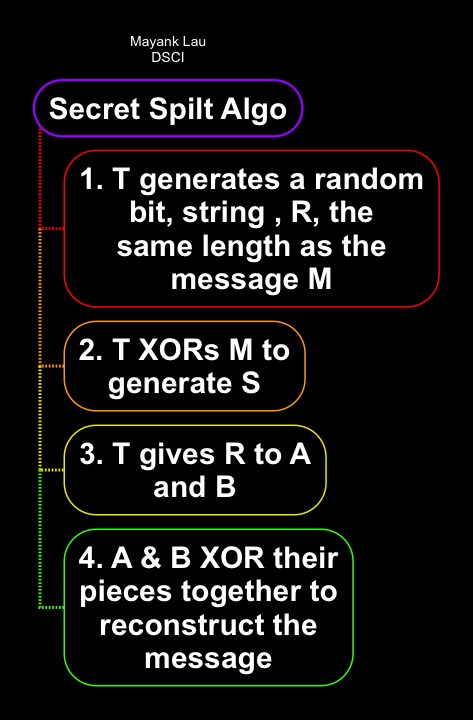 Mayank Lau
DSCI
Secret Spilt Algo
1. T generates a random
bit, string , R, the
same length as the
message M
2. T XORs M to
generate S
3. T gives R to A
and B
4. A & B XOR their
pieces together to
reconstruct the
message